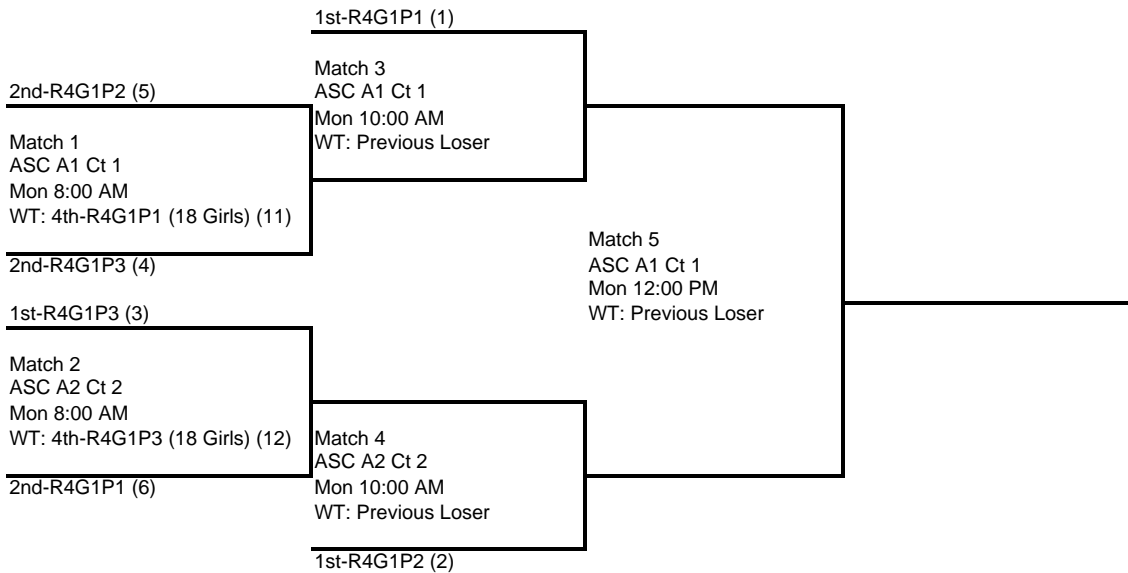 1st-R4G1P1 (1)
Match 3
ASC A1 Ct 1
Mon 10:00 AM
WT: Previous Loser
2nd-R4G1P2 (5)
Match 1
ASC A1 Ct 1
Mon 8:00 AM
WT: 4th-R4G1P1 (18 Girls) (11)
2nd-R4G1P3 (4)
Match 5
ASC A1 Ct 1
Mon 12:00 PM
WT: Previous Loser
1st-R4G1P3 (3)
Match 2
ASC A2 Ct 2
Mon 8:00 AM
WT: 4th-R4G1P3 (18 Girls) (12)
2nd-R4G1P1 (6)
Match 4
ASC A2 Ct 2
Mon 10:00 AM
WT: Previous Loser
1st-R4G1P2 (2)